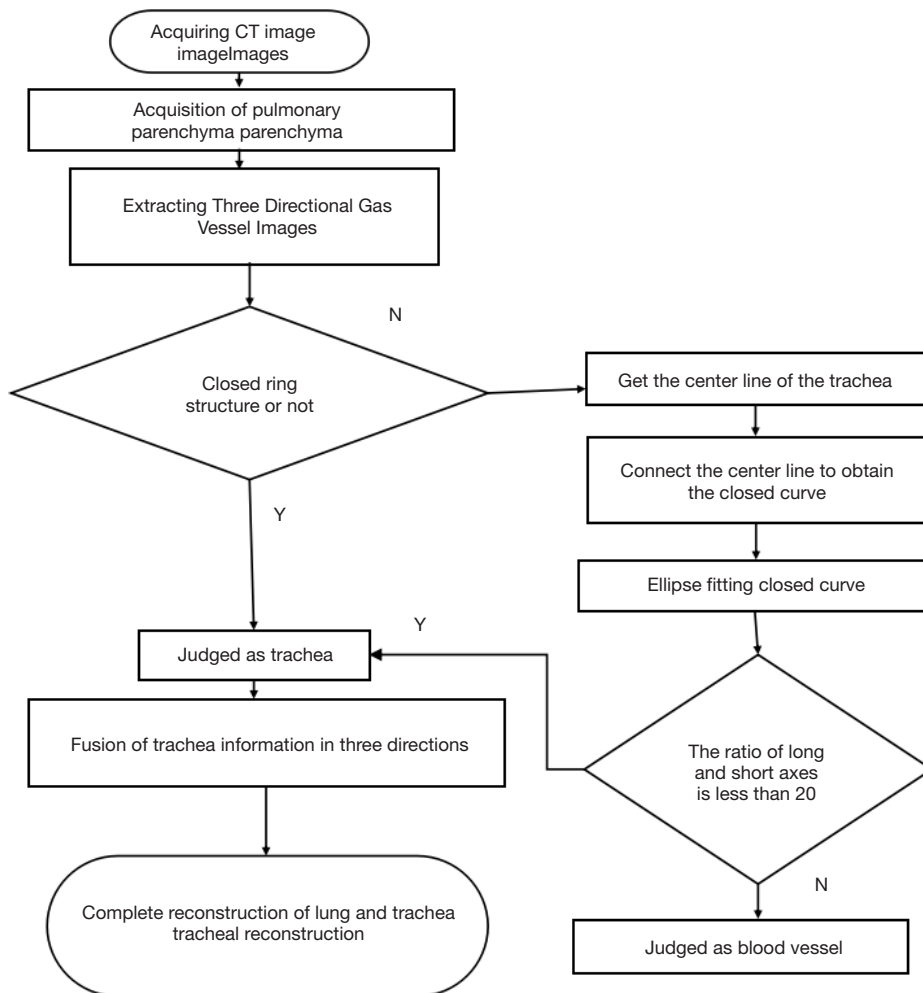 Acquiring CT image
imageImages
Acquisition of pulmonary
parenchyma parenchyma
Extracting Three Directional Gas
Vessel Images
N
Closed ring
structure or not
Get the center line of the trachea
Connect the center line to obtain
the closed curve
Y
Ellipse fitting closed curve
Y
Judged as trachea
Fusion of trachea information in three directions
The ratio of long
and short axes
is less than 20
N
Complete reconstruction of lung and trachea
tracheal reconstruction
Judged as blood vessel